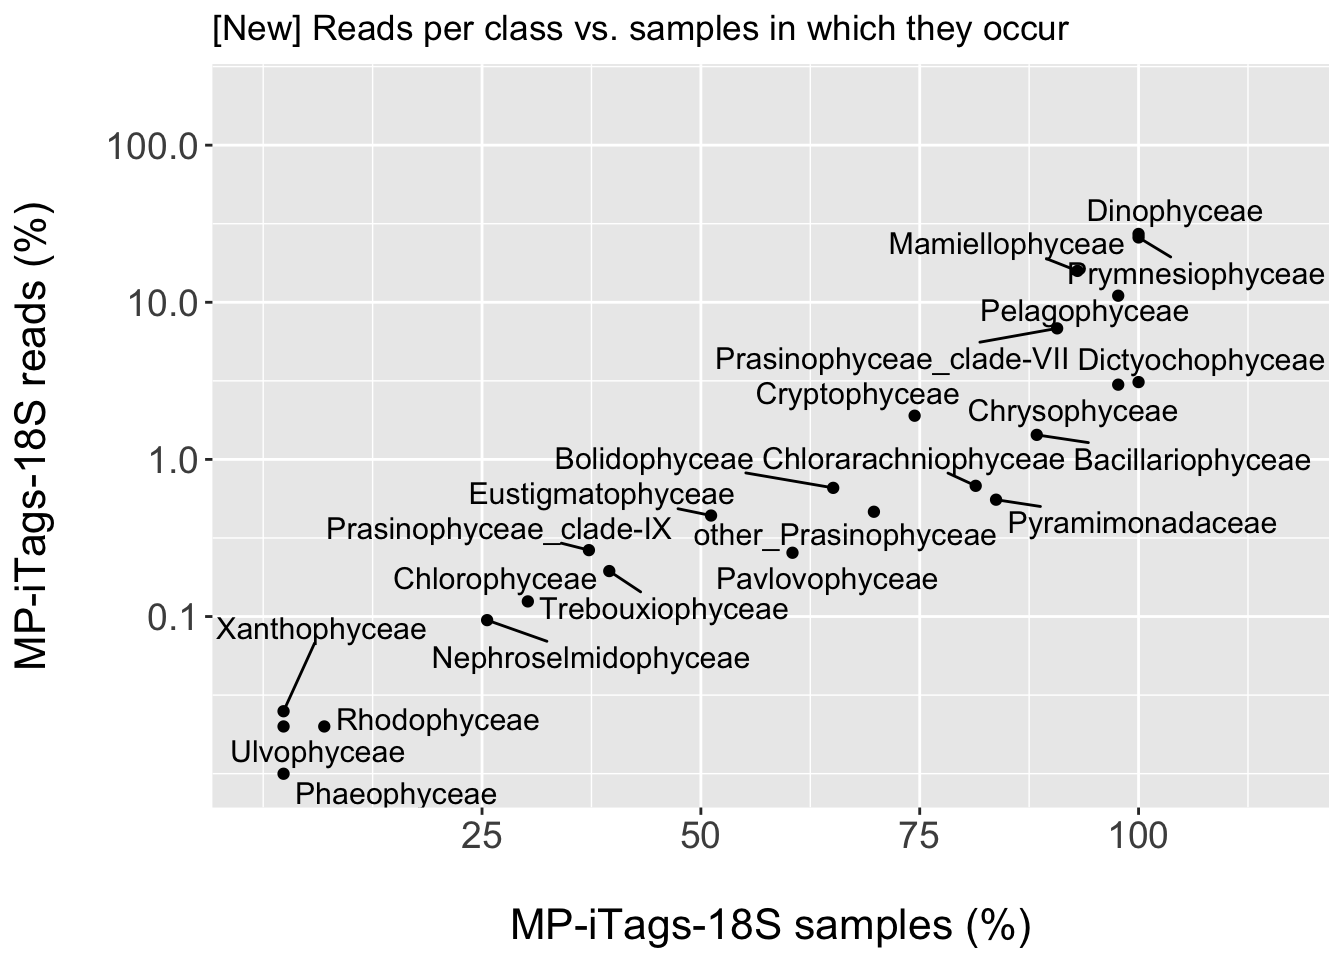 [New] Reads per class vs. samples in which they occur
100.0
Dinophyceae
Mamiellophyceae
Prymnesiophyceae
10.0
Pelagophyceae
Prasinophyceae_clade-VII
Dictyochophyceae
Cryptophyceae
Chrysophyceae
1.0
Bolidophyceae
Chlorarachniophyceae
Bacillariophyceae
Eustigmatophyceae
Prasinophyceae_clade-IX
Pyramimonadaceae
other_Prasinophyceae
Chlorophyceae
Pavlovophyceae
Trebouxiophyceae
0.1
Xanthophyceae
Nephroselmidophyceae
Rhodophyceae
Ulvophyceae
Phaeophyceae
25 50 75 100
MP-iTags-18S samples (%)
MP-iTags-18S reads (%)